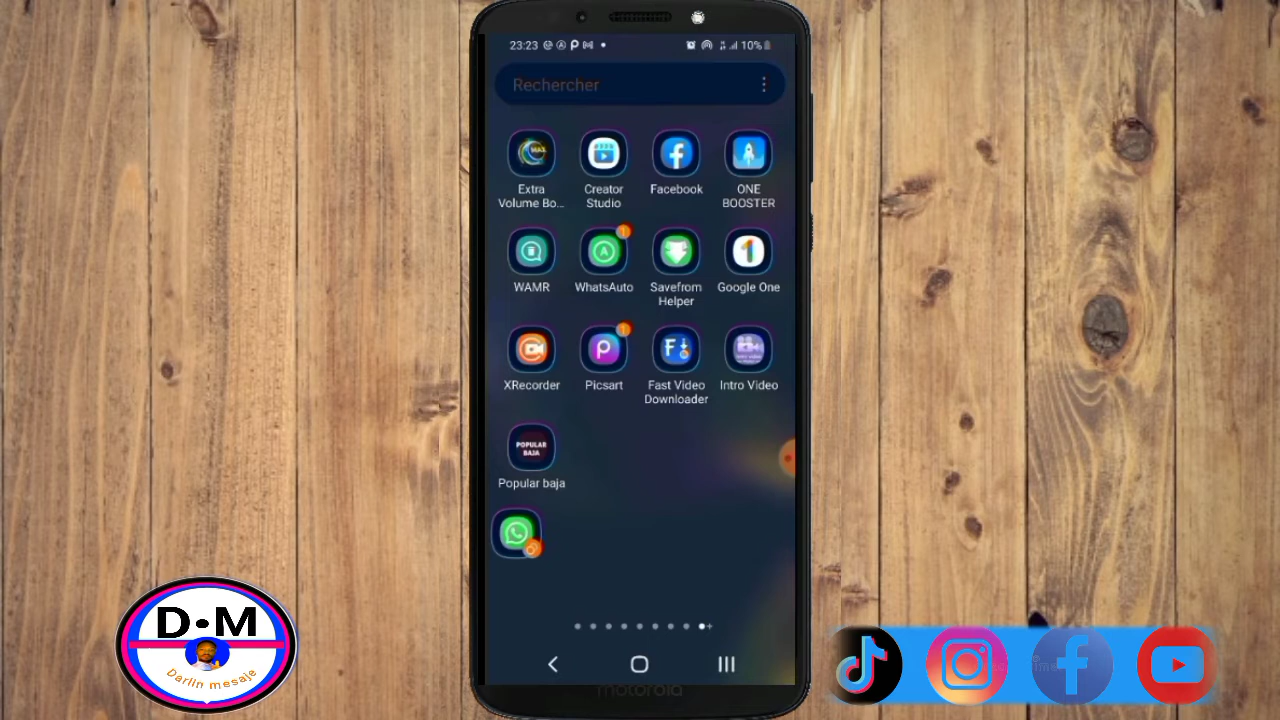 23:23
10%
Rechercher
Extra
Volume Bo...
Creator
Studio
Facebook
ONE
BOOSTER
WAMR
WhatsAuto
Savefrom
Helper
Google One
XRecorder
Picsart
Fast Video
Downloader
Intro Video
POPULAR
BAJA
Popular baja
motorola
D•M
Darlin mesaje